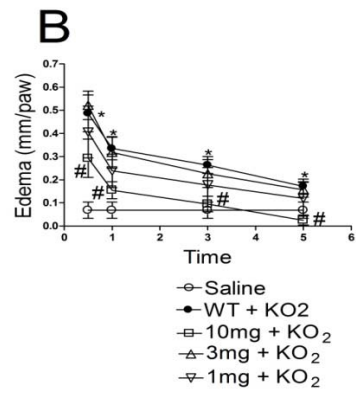 B
Edema (mm/paw)
0.7
0.6
0.5
0.4
0.3
0.2
0.1
0.0
* * * *
# # # #
0 1 2 3 4 5 6
Time
Saline
WT + KO2
10mg + KO₂
3mg + KO₂
1mg + KO₂